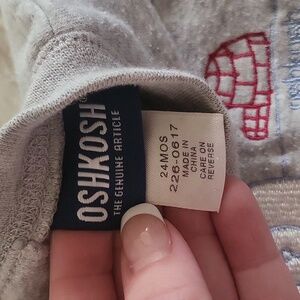 OSHKOSH
THE GENUINE ARTICLE
24MOS
226-0617
MADE IN
CHINA
CARE ON
REVERSE